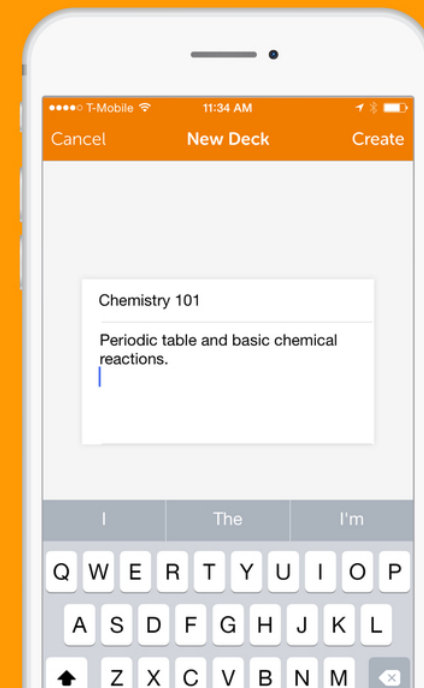 T-Mobile 11:34 AM
Cancel New Deck Create
Chemistry 101
Periodic table and basic chemical
reactions.
I The I'm
Q W E R T Y U I O P
A S D F G H J K L
Z X C V B N M